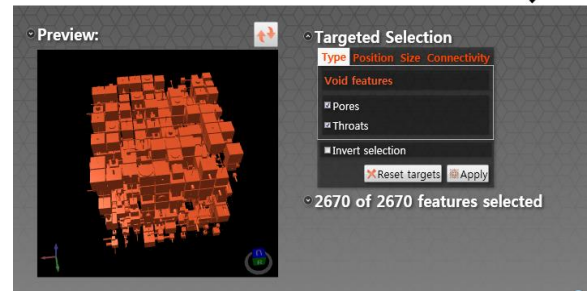 Preview:
Targeted Selection
Type Position Size Connectivity
Void features
Pores
Throats
Invert selection
Reset targets Apply
2670 of 2670 features selected